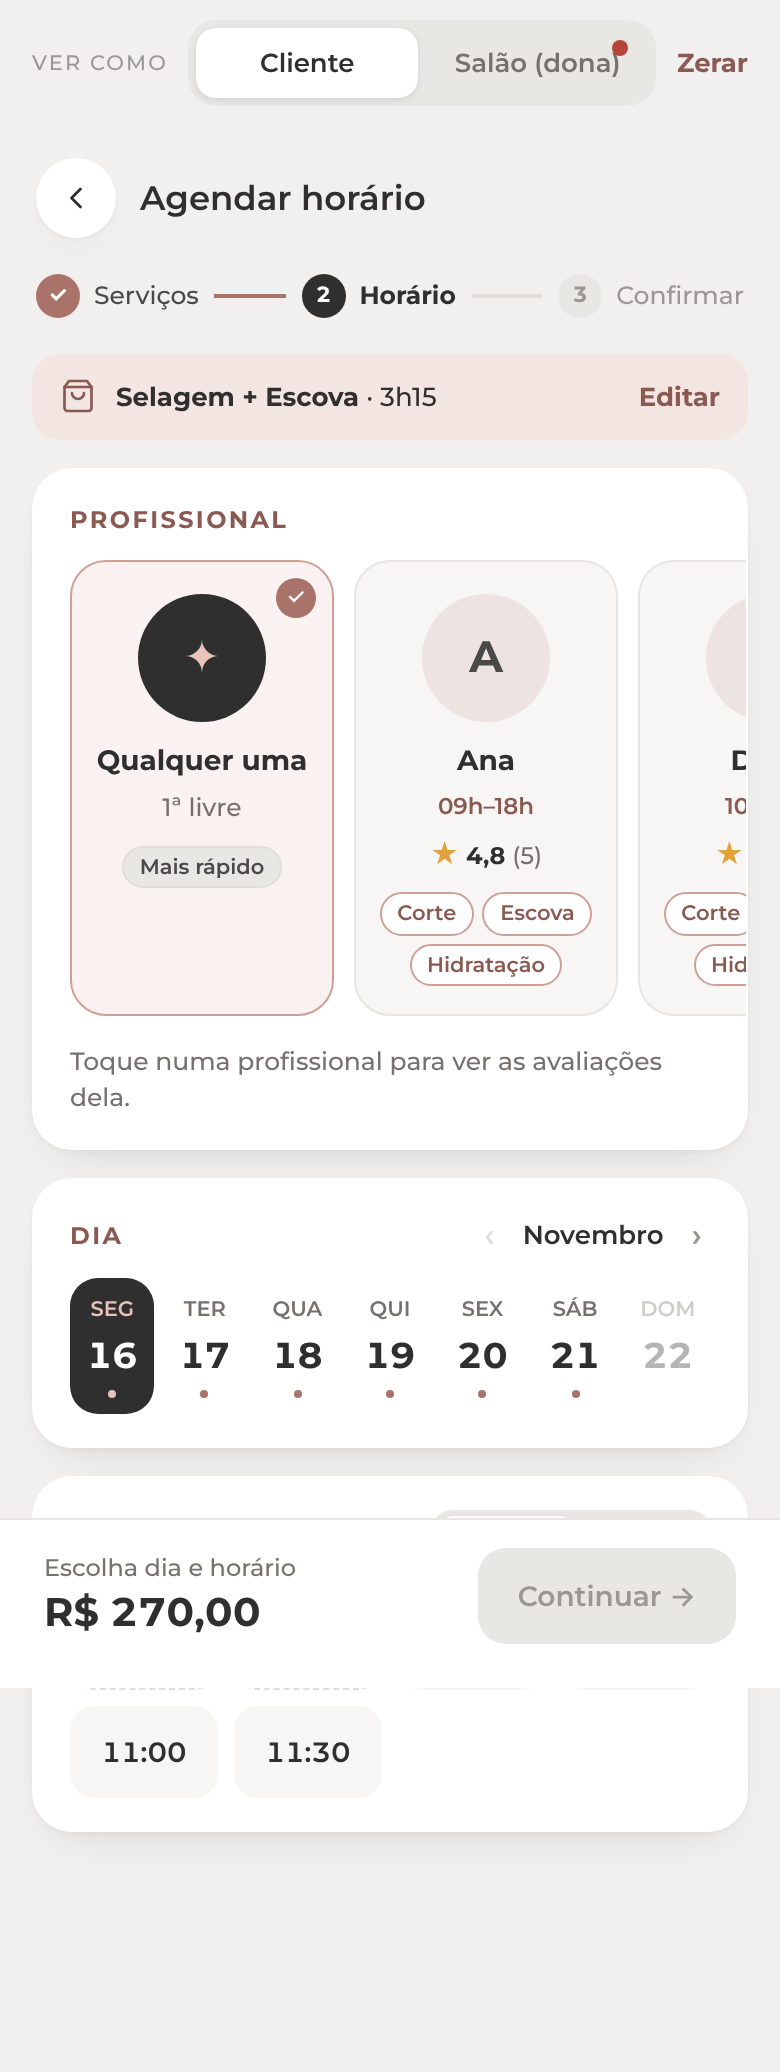 VER COMO Cliente Salão (dona) Zerar
Agendar horário
Serviços 2 Horário 3 Confirmar
Selagem + Escova · 3h15 Editar
PROFISSIONAL
Qualquer uma
1ª livre
Mais rápido
A
Ana
09h–18h
★ 4,8 (5)
Corte Escova
Hidratação
D
10
★
Corte
Hid
Toque numa profissional para ver as avaliações
dela.
DIA ‹ Novembro ›
SEG TER QUA QUI SEX SÁB DOM
16 17 18 19 20 21 22
Escolha dia e horário
R$ 270,00
Continuar →
11:00 11:30